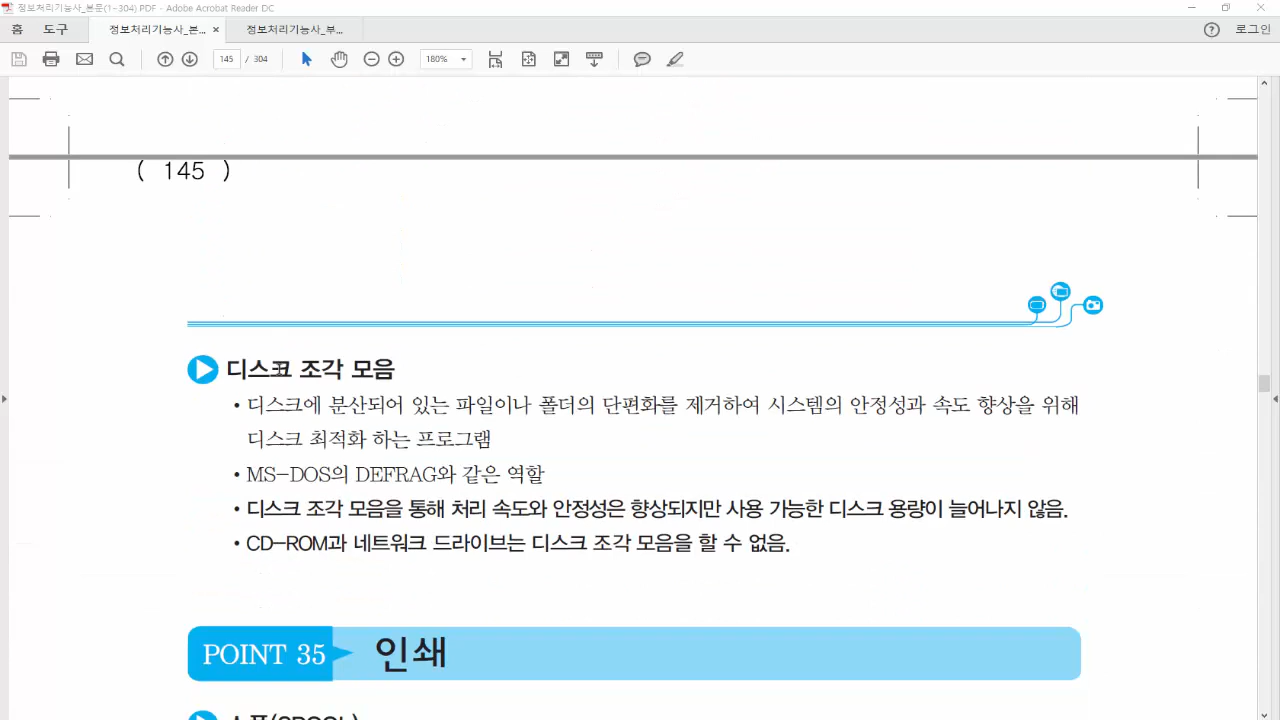 정보처리기능사_본문(1-304) PDF - Adobe Acrobat Reader DC
홈 도구 정보처리기능사_본... × 정보처리기능사_부... 로그인
145 / 304 180%
( 145 )
디스크 조각 모음
• 디스크에 분산되어 있는 파일이나 폴더의 단편화를 제거하여 시스템의 안정성과 속도 향상을 위해
디스크 최적화 하는 프로그램
• MS-DOS의 DEFRAG와 같은 역할
• 디스크 조각 모음을 통해 처리 속도와 안정성은 향상되지만 사용 가능한 디스크 용량이 늘어나지 않음.
• CD-ROM과 네트워크 드라이브는 디스크 조각 모음을 할 수 없음.
POINT 35 인쇄
스풀(SPOOL)